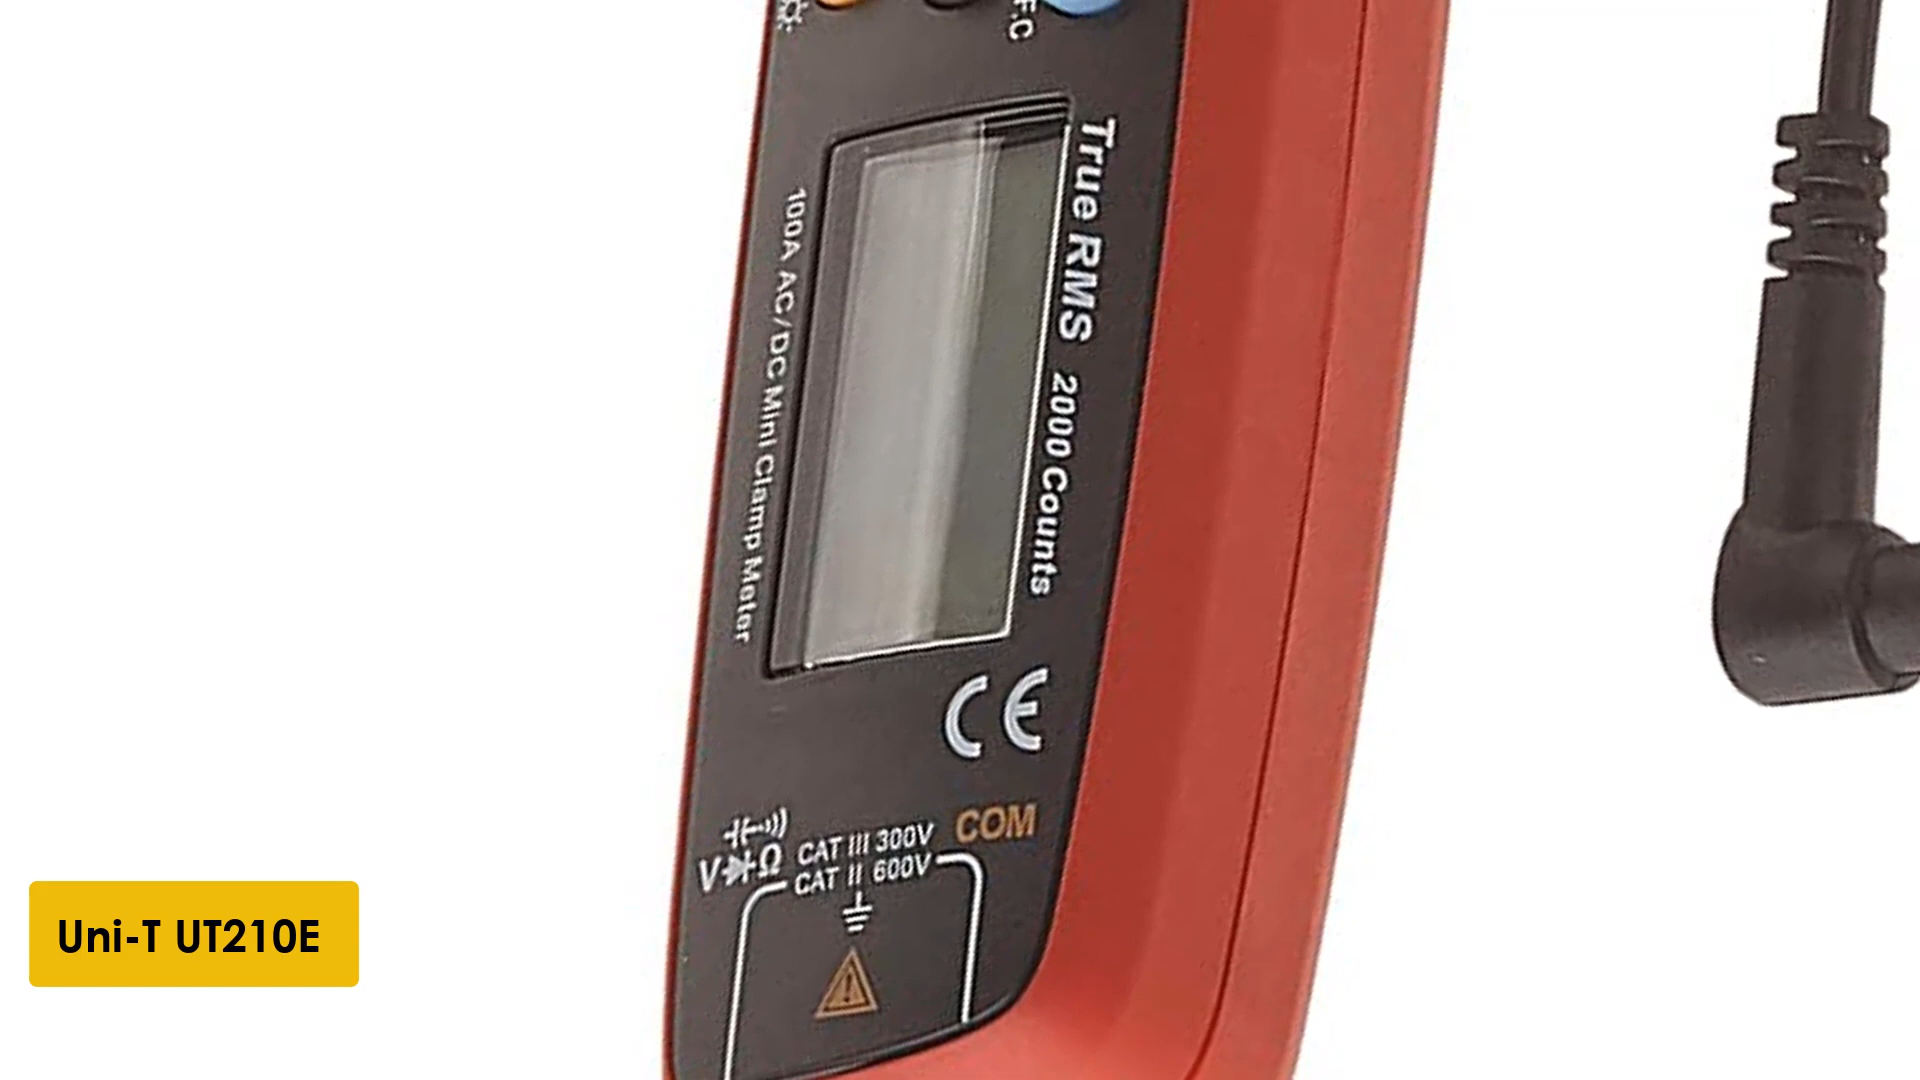 F.C
True RMS 2000 Counts
100A AC/DC Mini Clamp Meter
CE
COM
CAT III 300V
V Ω CAT II 600V
Uni-T UT210E